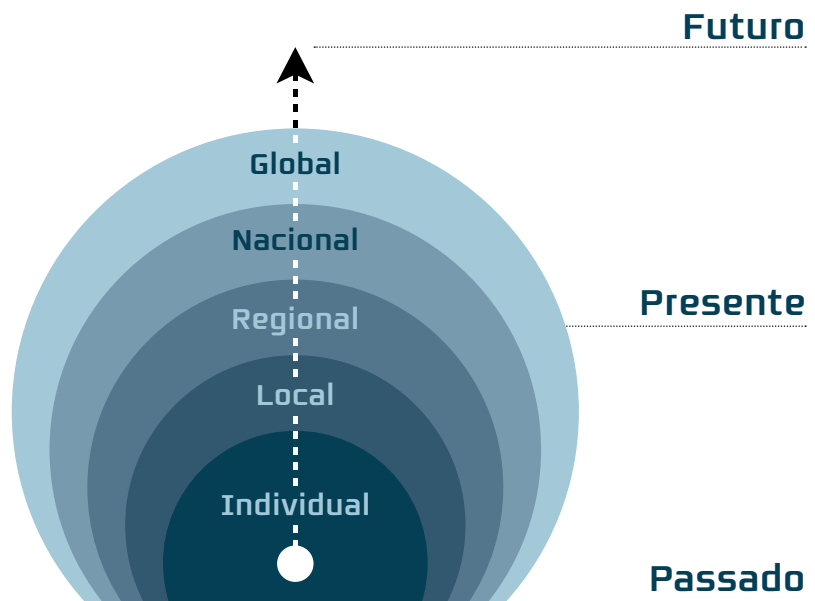 Futuro
Global
Nacional
Presente
Regional
Local
Individual
Passado